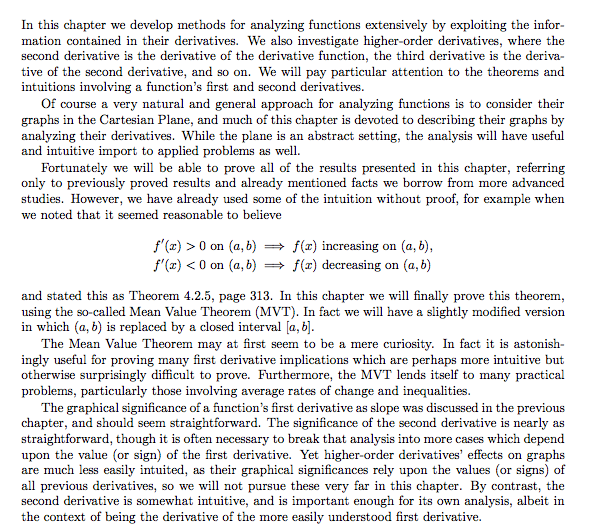 In this chapter we develop methods for analyzing functions extensively by exploiting the infor-
mation contained in their derivatives. We also investigate higher-order derivatives, where the
second derivative is the derivative of the derivative function, the third derivative is the deriva-
tive of the second derivative, and so on. We will pay particular attention to the theorems and
intuitions involving a function's first and second derivatives.
Of course a very natural and general approach for analyzing functions is to consider their
graphs in the Cartesian Plane, and much of this chapter is devoted to describing their graphs by
analyzing their derivatives. While the plane is an abstract setting, the analysis will have useful
and intuitive import to applied problems as well.
Fortunately we will be able to prove all of the results presented in this chapter, referring
only to previously proved results and already mentioned facts we borrow from more advanced
studies. However, we have already used some of the intuition without proof, for example when
we noted that it seemed reasonable to believe
f′(x) > 0 on (a, b) ⟹ f(x) increasing on (a, b),
f′(x) < 0 on (a, b) ⟹ f(x) decreasing on (a, b)
and stated this as Theorem 4.2.5, page 313. In this chapter we will finally prove this theorem,
using the so-called Mean Value Theorem (MVT). In fact we will have a slightly modified version
in which (a, b) is replaced by a closed interval [a, b].
The Mean Value Theorem may at first seem to be a mere curiosity. In fact it is astonish-
ingly useful for proving many first derivative implications which are perhaps more intuitive but
otherwise surprisingly difficult to prove. Furthermore, the MVT lends itself to many practical
problems, particularly those involving average rates of change and inequalities.
The graphical significance of a function's first derivative as slope was discussed in the previous
chapter, and should seem straightforward. The significance of the second derivative is nearly as
straightforward, though it is often necessary to break that analysis into more cases which depend
upon the value (or sign) of the first derivative. Yet higher-order derivatives' effects on graphs
are much less easily intuited, as their graphical significances rely upon the values (or signs) of
all previous derivatives, so we will not pursue these very far in this chapter. By contrast, the
second derivative is somewhat intuitive, and is important enough for its own analysis, albeit in
the context of being the derivative of the more easily understood first derivative.